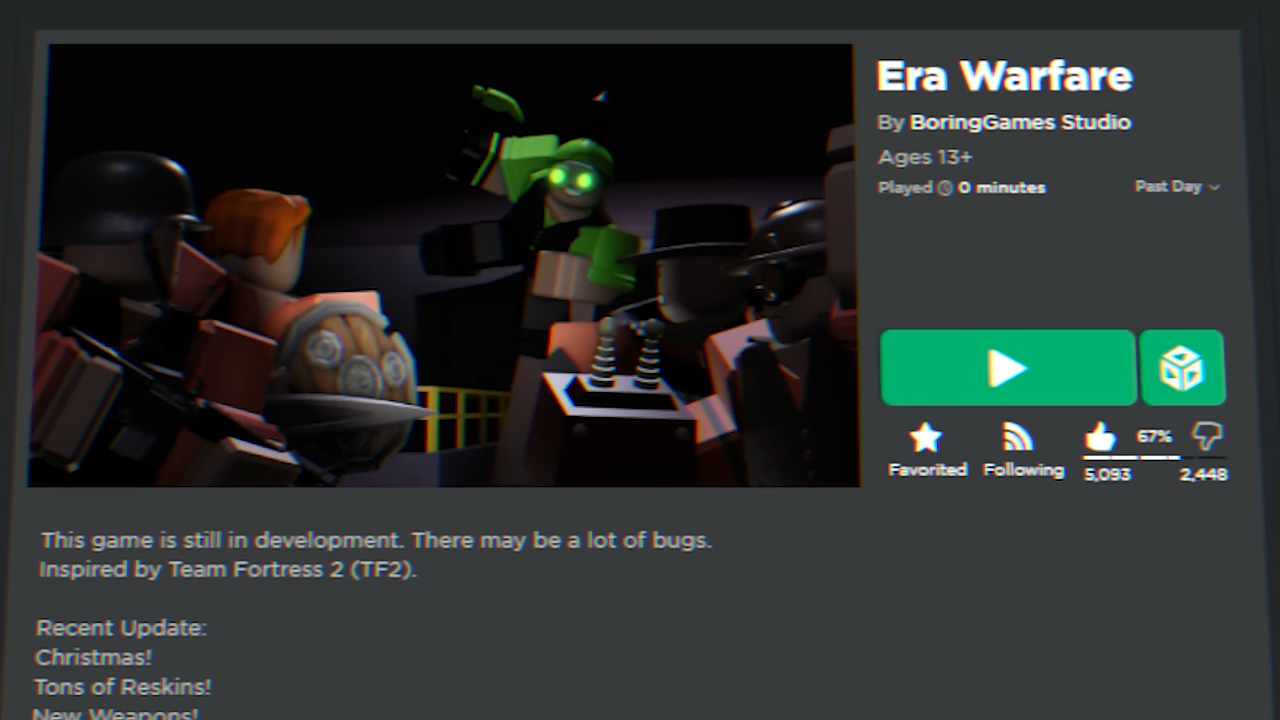 Era Warfare
By BoringGames Studio
Ages 13+
Played 0 minutes
Past Day
67%
Favorited
Following
5,093
2,448
This game is still in development. There may be a lot of bugs.
Inspired by Team Fortress 2 (TF2).
Recent Update:
Christmas!
Tons of Reskins!
New Weapons!